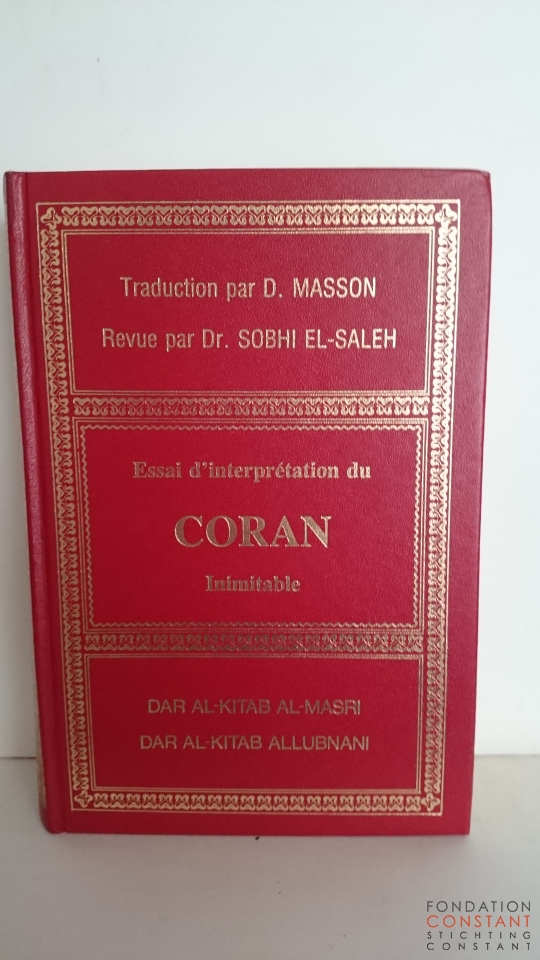 Traduction par D. MASSON
Revue par Dr. SOBHI EL-SALEH
Essai d'interprétation du
CORAN
Inimitable
DAR AL-KITAB AL-MASRI
DAR AL-KITAB ALLUBNANI
FONDATION
CONSTANT
STICHTING
CONSTANT